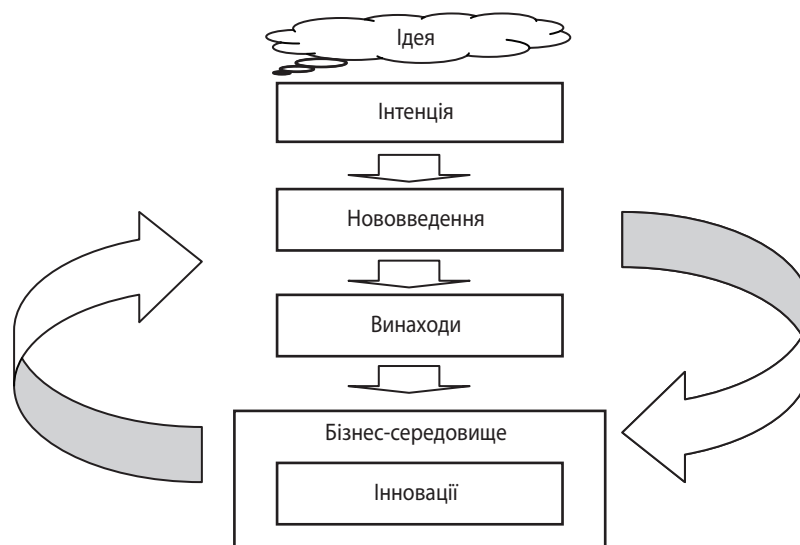 Ідея
Інтенція
Нововведення
Винаходи
Бізнес-середовище
Інновації